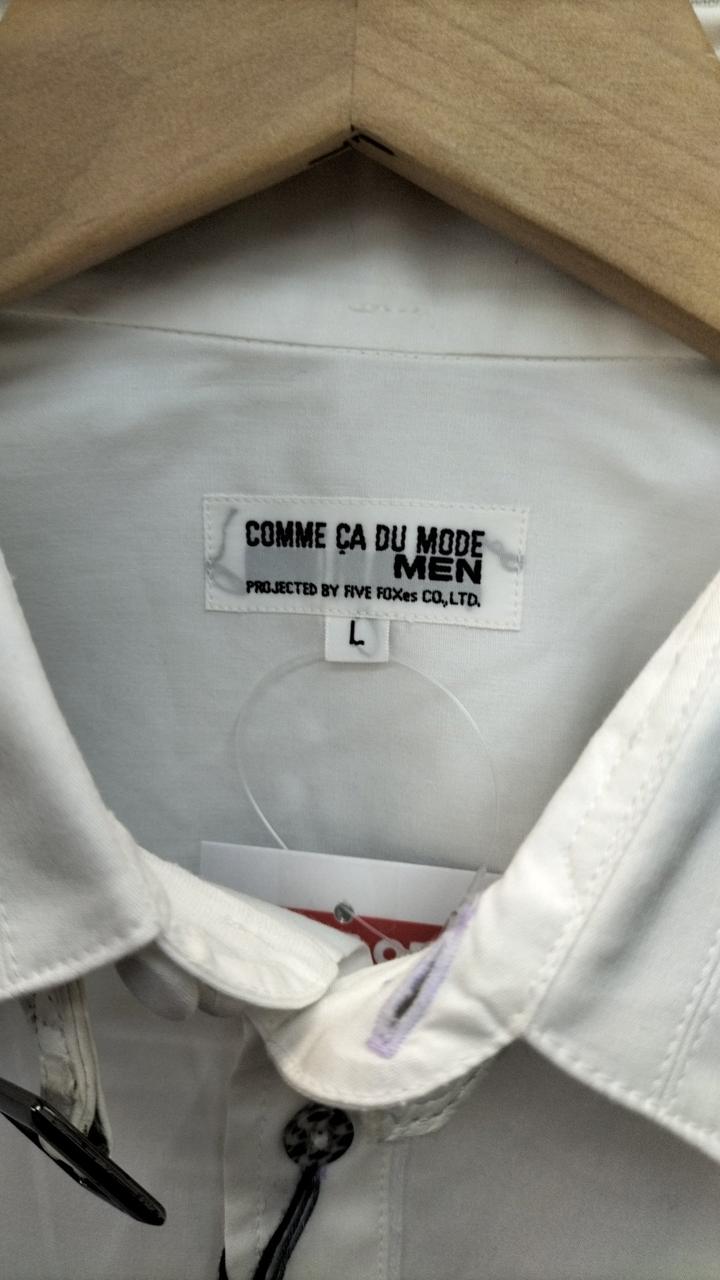 COMME ÇA DU MODE
MEN
PROJECTED BY FIVE FOXes CO.,LTD.
L